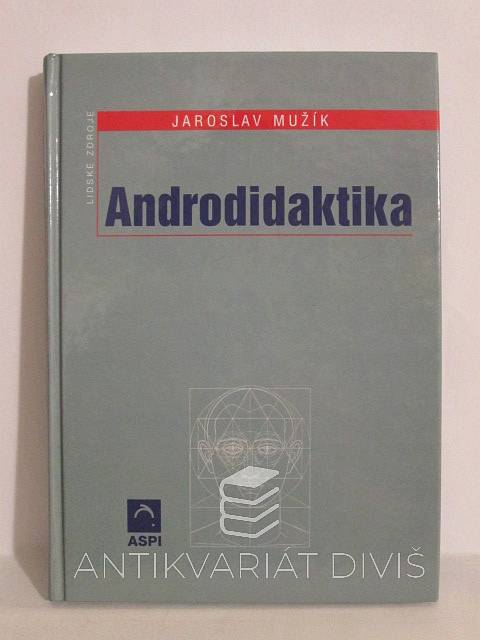 LIDSKÉ ZDROJE
JAROSLAV MUŽÍK
Androdidaktika
ASPI
ANTIKVARIÁT DIVIŠ